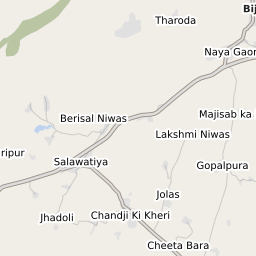 Bij
Tharoda
Naya Gaon
Berisal Niwas
Majisab ka
Lakshmi Niwas
ripur
Salawatiya
Gopalpura
Jolas
Jhadoli
Chandji Ki Kheri
Cheeta Bara